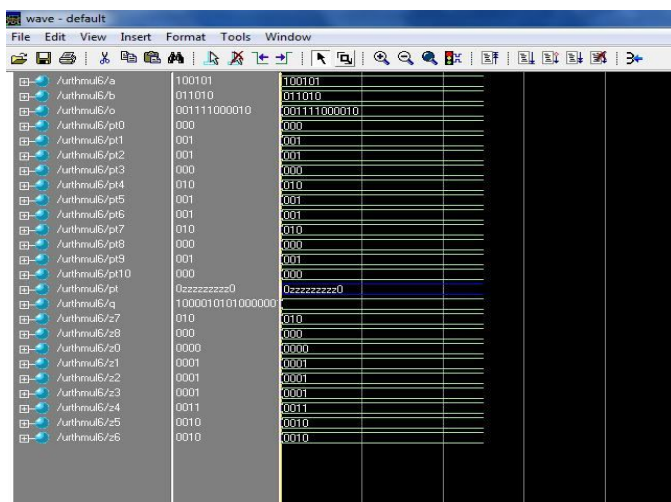 wave - default
File Edit View Insert Format Tools Window
/urthmul6/a 100101 100101
/urthmul6/b 011010 011010
/urthmul6/o 001111000010 001111000010
/urthmul6/pt0 000 000
/urthmul6/pt1 001 001
/urthmul6/pt2 001 001
/urthmul6/pt3 000 000
/urthmul6/pt4 010 010
/urthmul6/pt5 001 001
/urthmul6/pt6 001 001
/urthmul6/pt7 010 010
/urthmul6/pt8 000 000
/urthmul6/pt9 001 001
/urthmul6/pt10 000 000
/urthmul6/pt 0zzzzzzzzz0 0zzzzzzzzz0
/urthmul6/q 1000010101000000
/urthmul6/z7 010 010
/urthmul6/z8 000 000
/urthmul6/z0 0000 0000
/urthmul6/z1 0001 0001
/urthmul6/z2 0001 0001
/urthmul6/z3 0001 0001
/urthmul6/z4 0011 0011
/urthmul6/z5 0010 0010
/urthmul6/z6 0010 0010